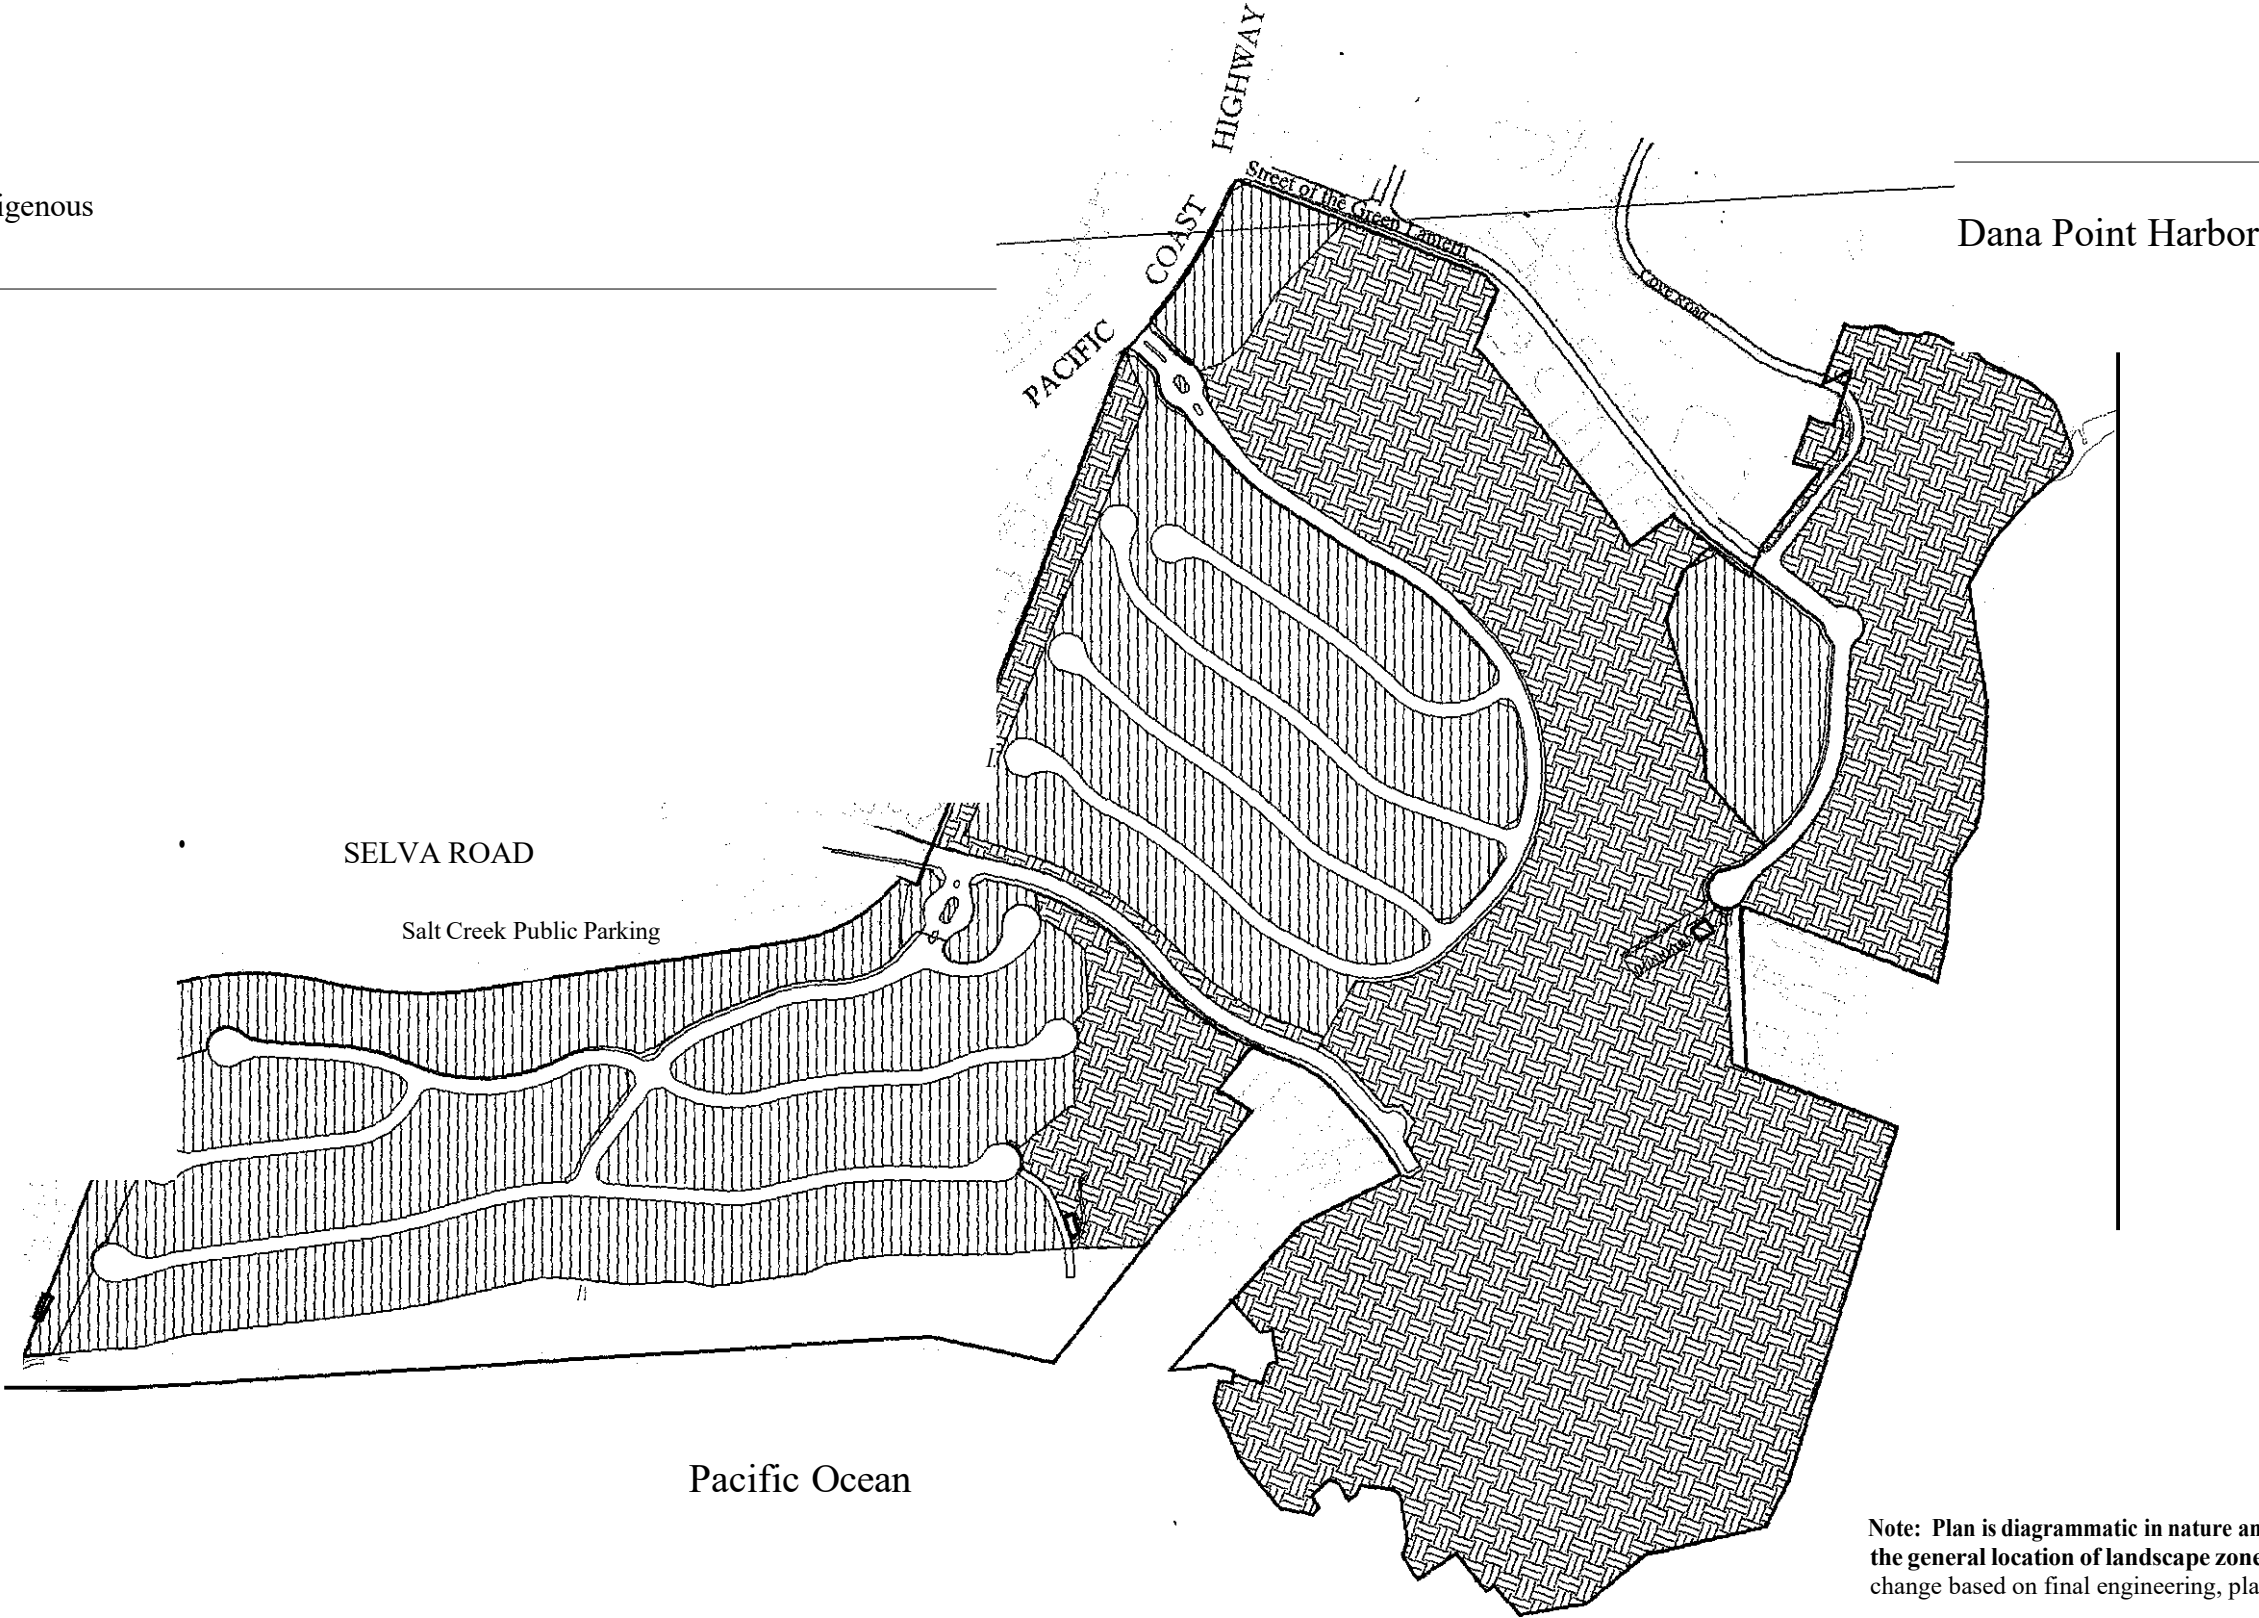 HIGHWAY
Street of the Green Lantern
igenous
COAST
Dana Point Harbor
Cove Road
PACIFIC
SELVA ROAD
Salt Creek Public Parking
Pacific Ocean
Note: Plan is diagrammatic in nature an
the general location of landscape zone
change based on final engineering, pla